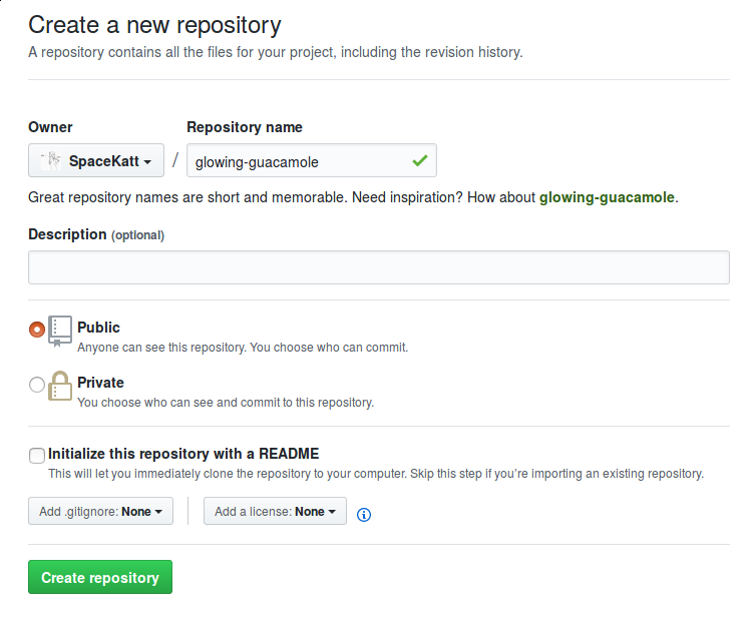 Create a new repository
A repository contains all the files for your project, including the revision history.
Owner Repository name
SpaceKatt / glowing-guacamole
Great repository names are short and memorable. Need inspiration? How about glowing-guacamole.
Description (optional)
Public
Anyone can see this repository. You choose who can commit.
Private
You choose who can see and commit to this repository.
Initialize this repository with a README
This will let you immediately clone the repository to your computer. Skip this step if you’re importing an existing repository.
Add .gitignore: None Add a license: None
Create repository